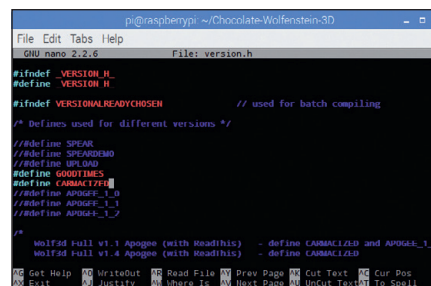 pi@raspberrypi: ~/Chocolate-Wolfenstein-3D
File Edit Tabs Help
GNU nano 2.2.6 File: version.h
#ifndef _VERSION_H_
#define _VERSION_H_
#ifndef VERSIONALREADYCHOSEN // used for batch compiling
/* Defines used for different versions */
//#define SPEAR
//#define SPEARDEMO
//#define UPLOAD
#define GOODTIMES
#define CARMACIZED
//#define APOGEE_1_0
//#define APOGEE_1_1
//#define APOGEE_1_2
/*
Wolf3d Full v1.1 Apogee (with ReadThis) - define CARMACIZED and APOGEE_1_
Wolf3d Full v1.4 Apogee (with ReadThis) - define CARMACIZED
^G Get Help ^O WriteOut ^R Read File ^Y Prev Page ^K Cut Text ^C Cur Pos
^X Exit ^J Justify ^W Where Is ^V Next Page ^U UnCut Text ^T To Spell